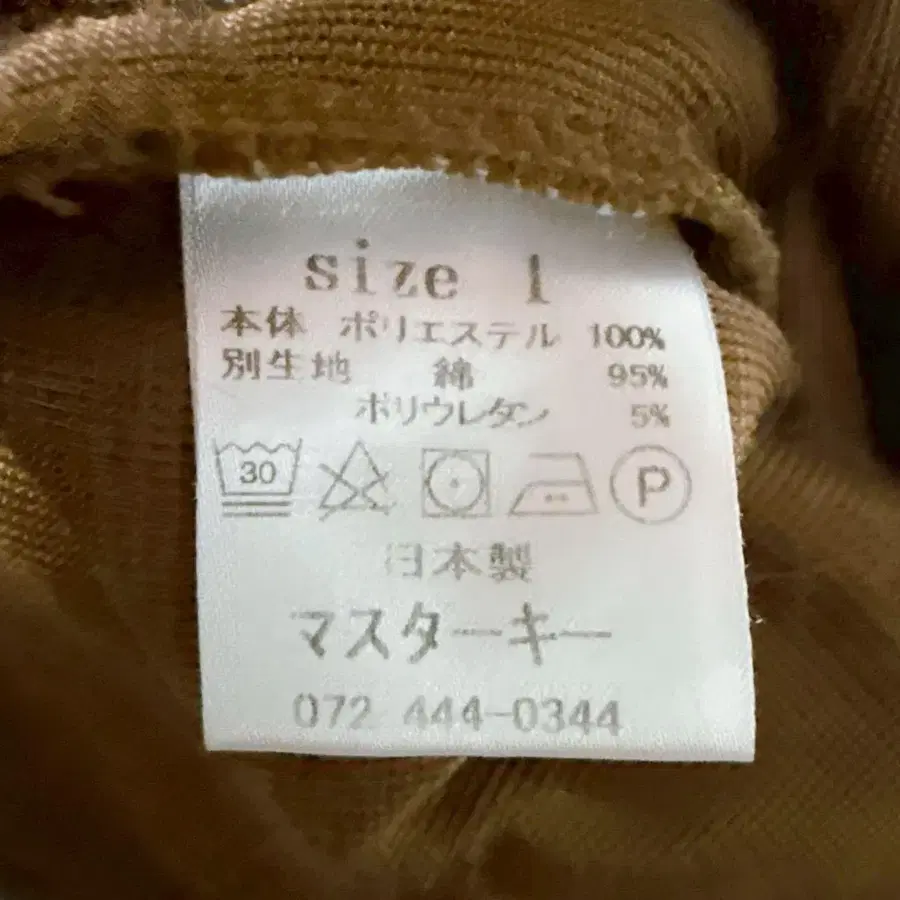 size 1
本体 ポリエステル 100%
別生地 綿 95%
ポリウレタン 5%
30 P
日本製
マスターキー
072 444-0344